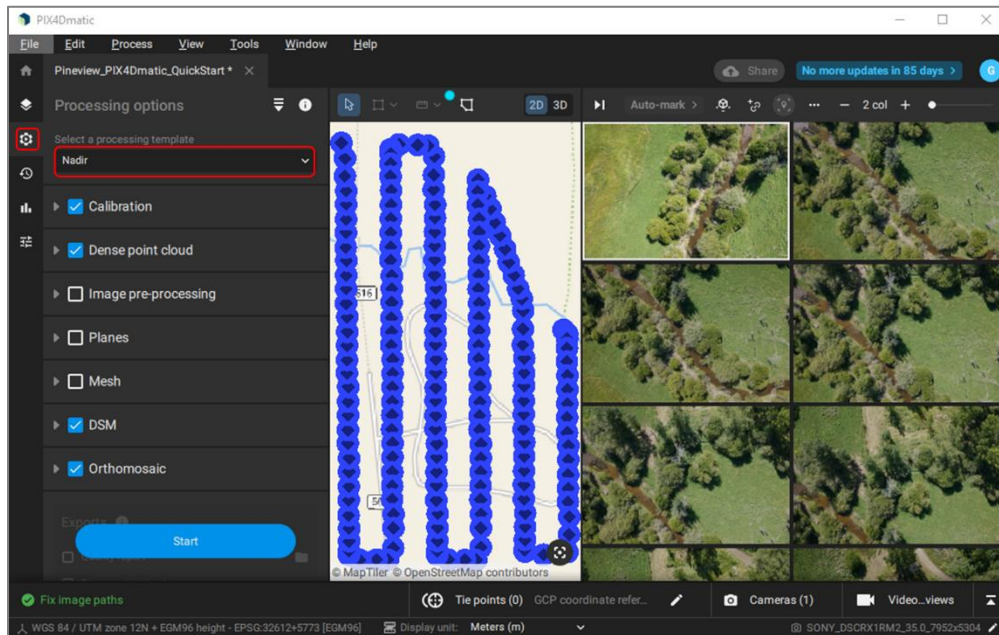 PIX4Dmatic
File Edit Process View Tools Window Help
Pineview_PIX4Dmatic_QuickStart *
Share
No more updates in 85 days >
G
Processing options
2D 3D
Auto-mark >
2 col
Select a processing template
Nadir
Calibration
Dense point cloud
Image pre-processing
Planes
Mesh
DSM
Orthomosaic
Exports
Start
516
© MapTiler © OpenStreetMap contributors
Fix image paths
Tie points (0)
GCP coordinate refer...
Cameras (1)
Video...views
WGS 84 / UTM zone 12N + EGM96 height - EPSG:32612+5773 [EGM96]
Display unit: Meters (m)
SONY_DSCRX1RM2_35.0_7952x5304